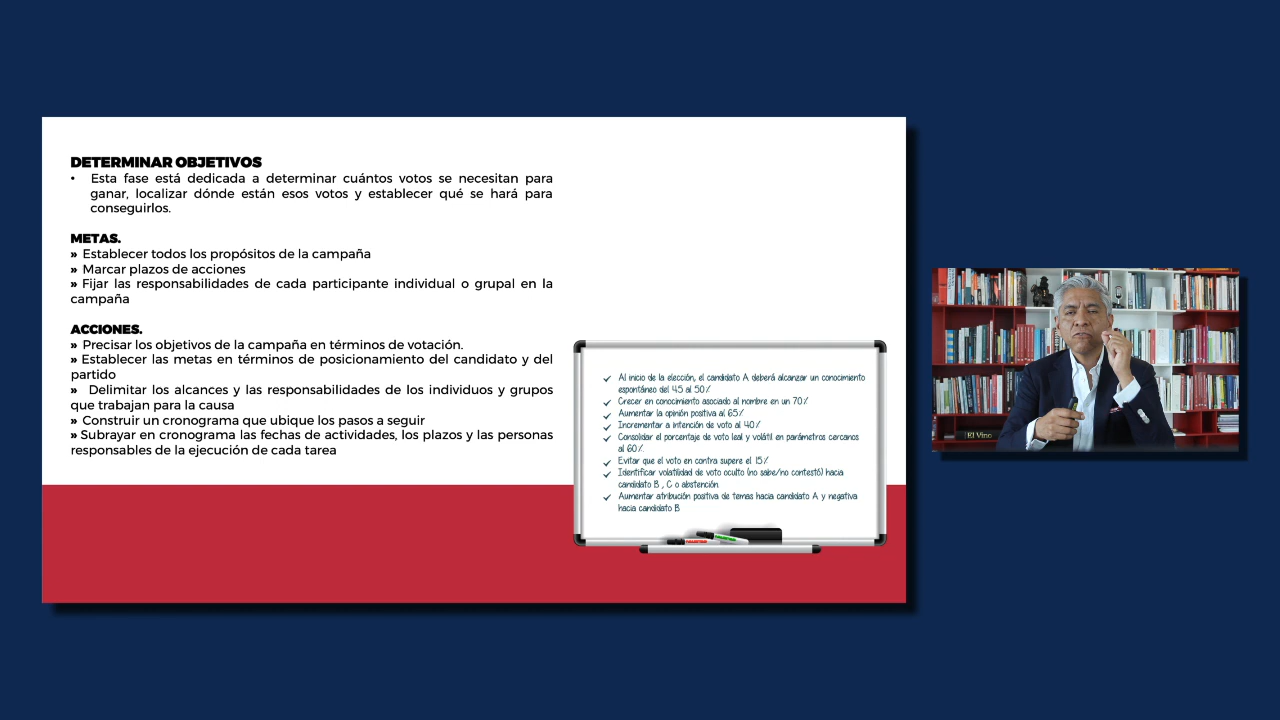 DETERMINAR OBJETIVOS
• Esta fase está dedicada a determinar cuántos votos se necesitan para
ganar, localizar dónde están esos votos y establecer qué se hará para
conseguirlos.
METAS.
» Establecer todos los propósitos de la campaña
» Marcar plazos de acciones
» Fijar las responsabilidades de cada participante individual o grupal en la
campaña
ACCIONES.
» Precisar los objetivos de la campaña en términos de votación.
» Establecer las metas en términos de posicionamiento del candidato y del
partido
» Delimitar los alcances y las responsabilidades de los individuos y grupos
que trabajan para la causa
» Construir un cronograma que ubique los pasos a seguir
» Subrayar en cronograma las fechas de actividades, los plazos y las personas
responsables de la ejecución de cada tarea
✓ Al inicio de la elección, el candidato A deberá alcanzar un conocimiento
espontáneo del 45 al 50%
✓ Crecer en conocimiento asociado al nombre en un 70%
✓ Aumentar la opinión positiva al 65%
✓ Incrementar a intención de voto al 40%
✓ Consolidar el porcentaje de voto leal y volátil en parámetros cercanos
al 60%
✓ Evitar que el voto en contra supere el 15%
✓ Identificar volatilidad de voto oculto (no sabe/no contestó) hacia
candidato B , C o abstención
✓ Aumentar atribución positiva de temas hacia candidato A y negativa
hacia candidato B
El Vino